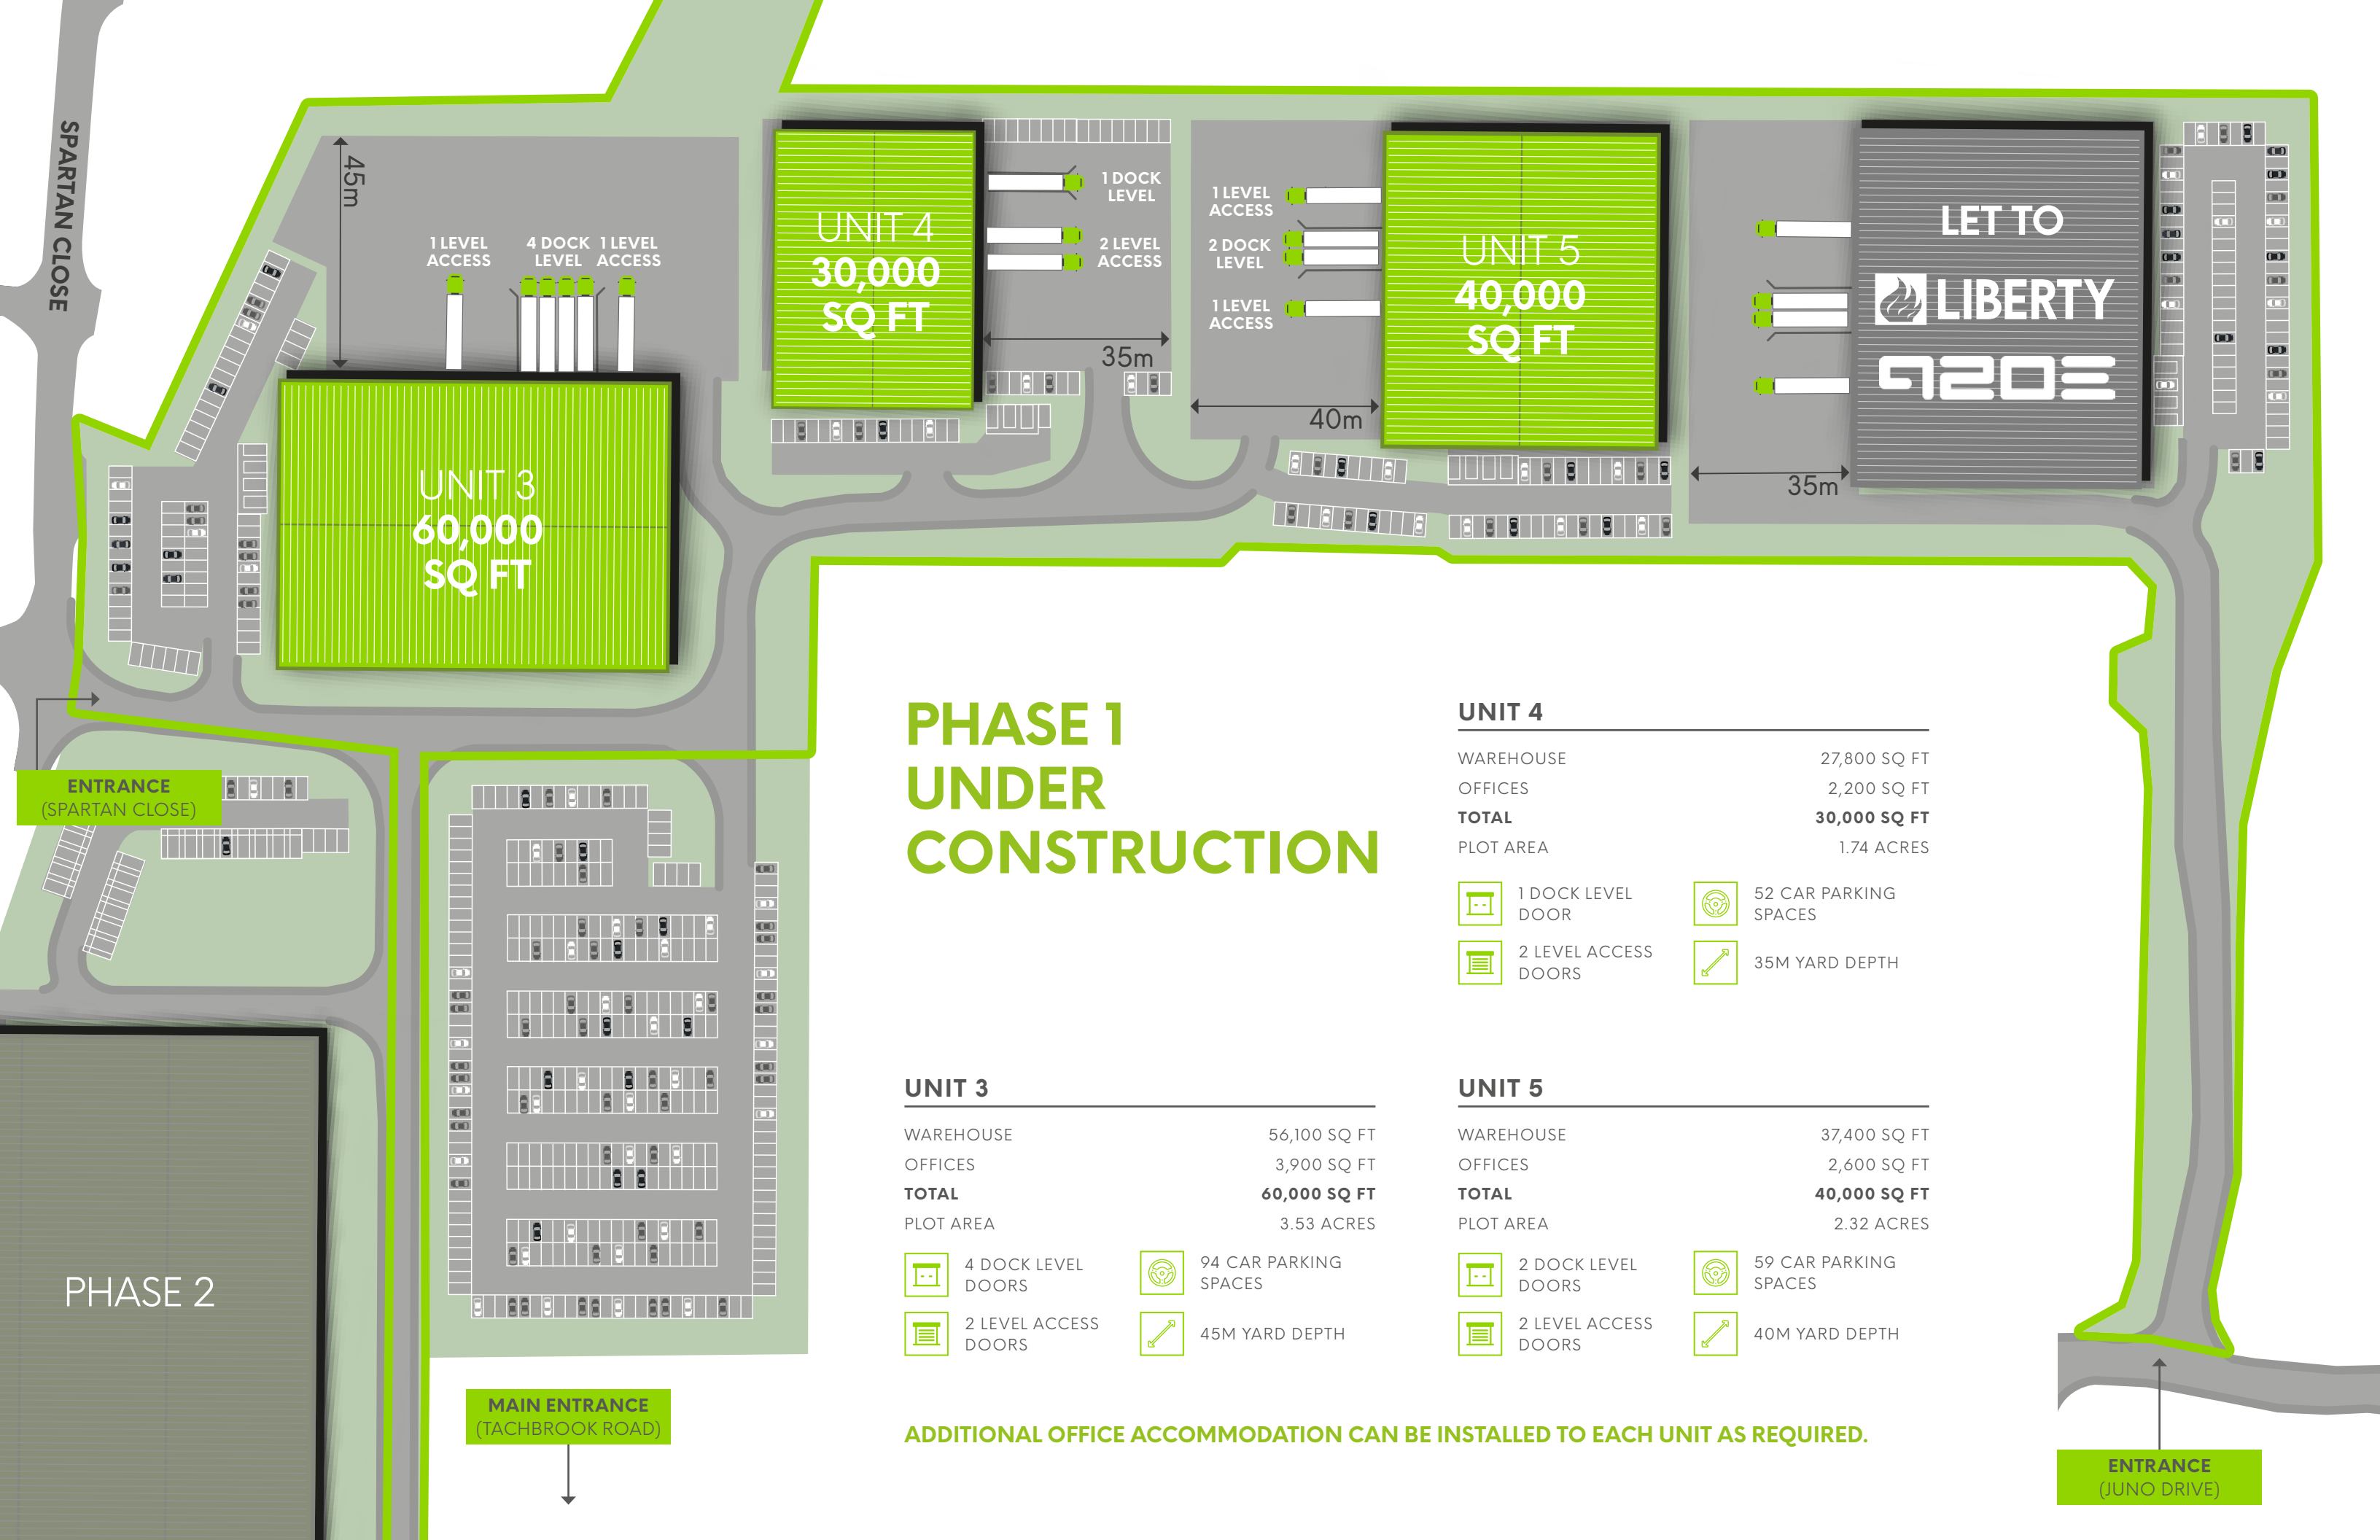 SPARTAN CLOSE
45m
1 LEVEL
ACCESS
4 DOCK
LEVEL
1 LEVEL
ACCESS
UNIT 3
60,000
SQ FT
UNIT 4
30,000
SQ FT
1 DOCK
LEVEL
2 LEVEL
ACCESS
35m
1 LEVEL
ACCESS
2 DOCK
LEVEL
1 LEVEL
ACCESS
40m
UNIT 5
40,000
SQ FT
35m
LET TO
LIBERTY
ENTRANCE
(SPARTAN CLOSE)
PHASE 2
MAIN ENTRANCE
(TACHBROOK ROAD)
PHASE 1
UNDER
CONSTRUCTION
UNIT 4
WAREHOUSE 27,800 SQ FT
OFFICES 2,200 SQ FT
TOTAL 30,000 SQ FT
PLOT AREA 1.74 ACRES
1 DOCK LEVEL
DOOR
52 CAR PARKING
SPACES
2 LEVEL ACCESS
DOORS
35M YARD DEPTH
UNIT 3
WAREHOUSE 56,100 SQ FT
OFFICES 3,900 SQ FT
TOTAL 60,000 SQ FT
PLOT AREA 3.53 ACRES
4 DOCK LEVEL
DOORS
94 CAR PARKING
SPACES
2 LEVEL ACCESS
DOORS
45M YARD DEPTH
UNIT 5
WAREHOUSE 37,400 SQ FT
OFFICES 2,600 SQ FT
TOTAL 40,000 SQ FT
PLOT AREA 2.32 ACRES
2 DOCK LEVEL
DOORS
59 CAR PARKING
SPACES
2 LEVEL ACCESS
DOORS
40M YARD DEPTH
ADDITIONAL OFFICE ACCOMMODATION CAN BE INSTALLED TO EACH UNIT AS REQUIRED.
ENTRANCE
(JUNO DRIVE)